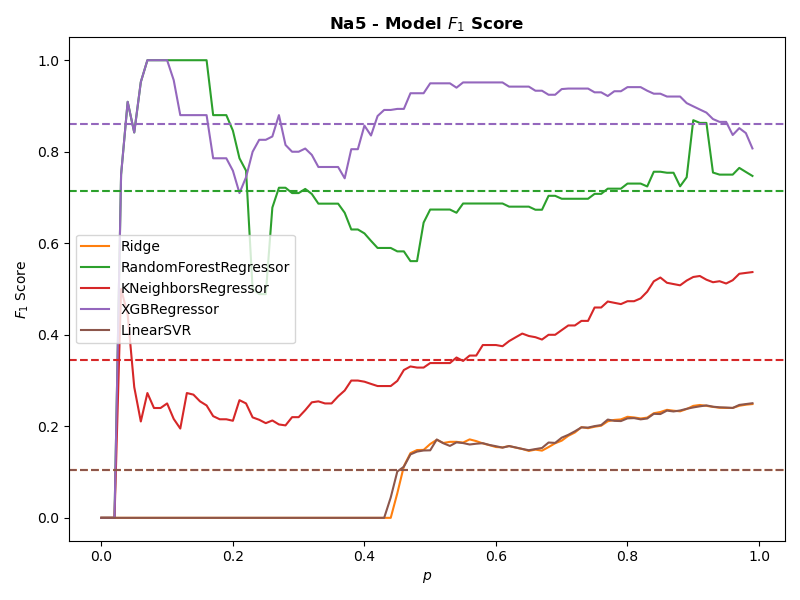 Na5 - Model F₁ Score
F₁ Score
1.0
0.8
0.6
0.4
0.2
0.0
Ridge
RandomForestRegressor
KNeighborsRegressor
XGBRegressor
LinearSVR
0.0 0.2 0.4 0.6 0.8 1.0
p